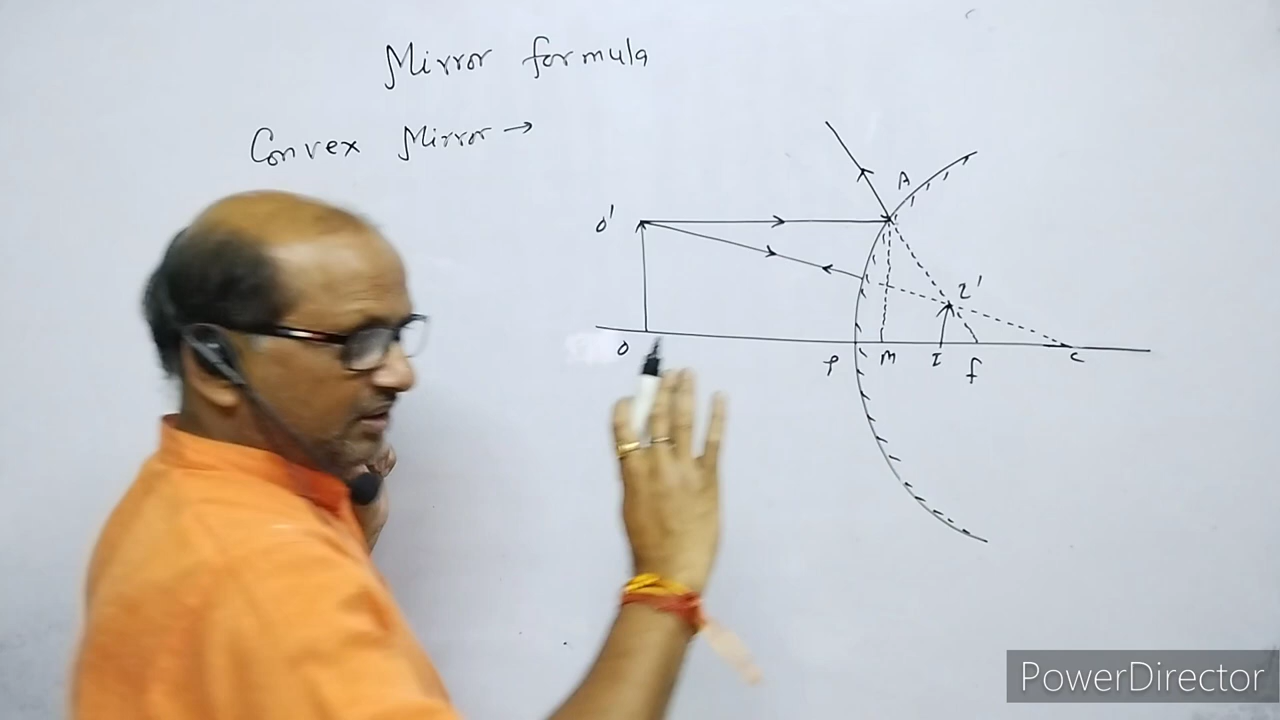 Mirror formula
Convex Mirror →
A
O'
I'
O
P
M
I
f
C
PowerDirector